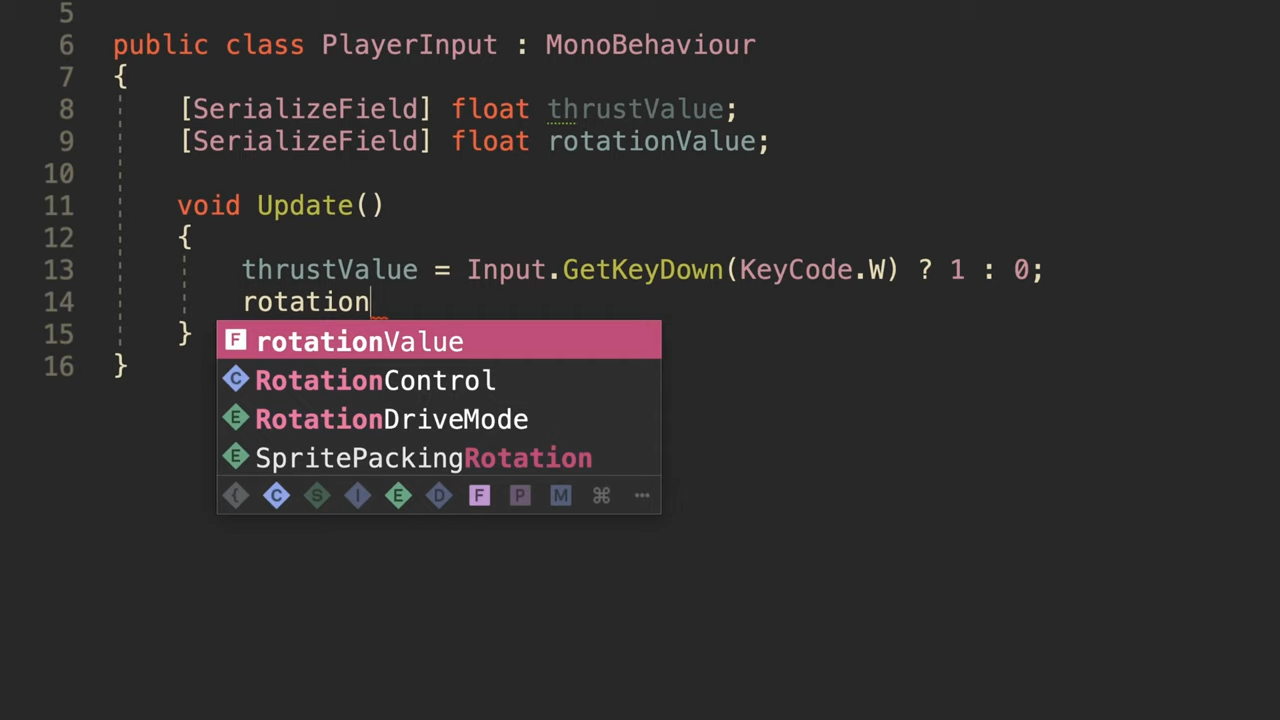 5
6 public class PlayerInput : MonoBehaviour
7 {
8 [SerializeField] float thrustValue;
9 [SerializeField] float rotationValue;
10
11 void Update()
12 {
13 thrustValue = Input.GetKeyDown(KeyCode.W) ? 1 : 0;
14 rotation
15 }
16 }
F rotationValue
C RotationControl
E RotationDriveMode
E SpritePackingRotation
{ C S I E D F P M ⌘ ···